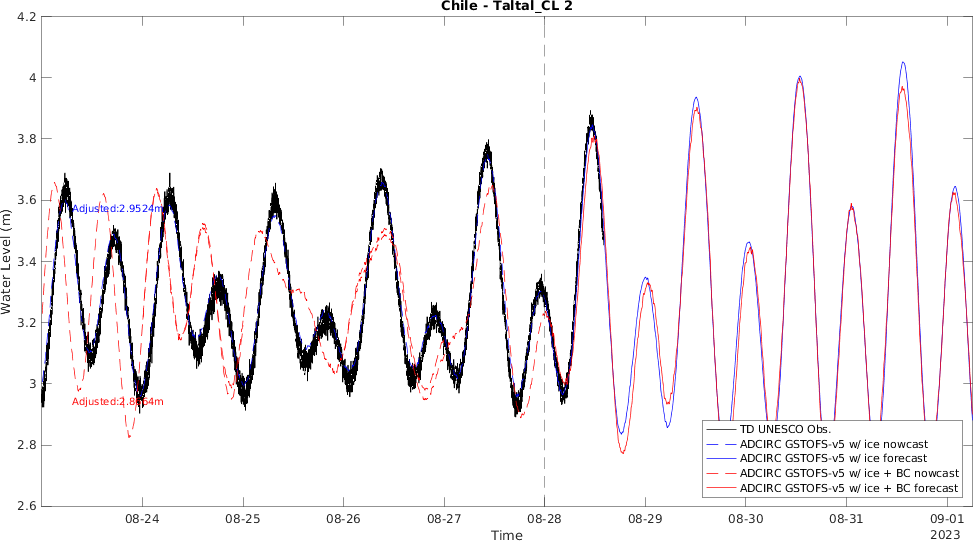 Chile - Taltal_CL 2
4.2
4
3.8
3.6
3.4
3.2
3
2.8
2.6
Water Level (m)
Adjusted:2.9524m
TD UNESCO Obs.
ADCIRC GSTOFS-v5 w/ ice nowcast
ADCIRC GSTOFS-v5 w/ ice forecast
ADCIRC GSTOFS-v5 w/ ice + BC nowcast
ADCIRC GSTOFS-v5 w/ ice + BC forecast
08-24
08-25
08-26
08-27
08-28
08-29
08-30
08-31
09-01
2023
Time